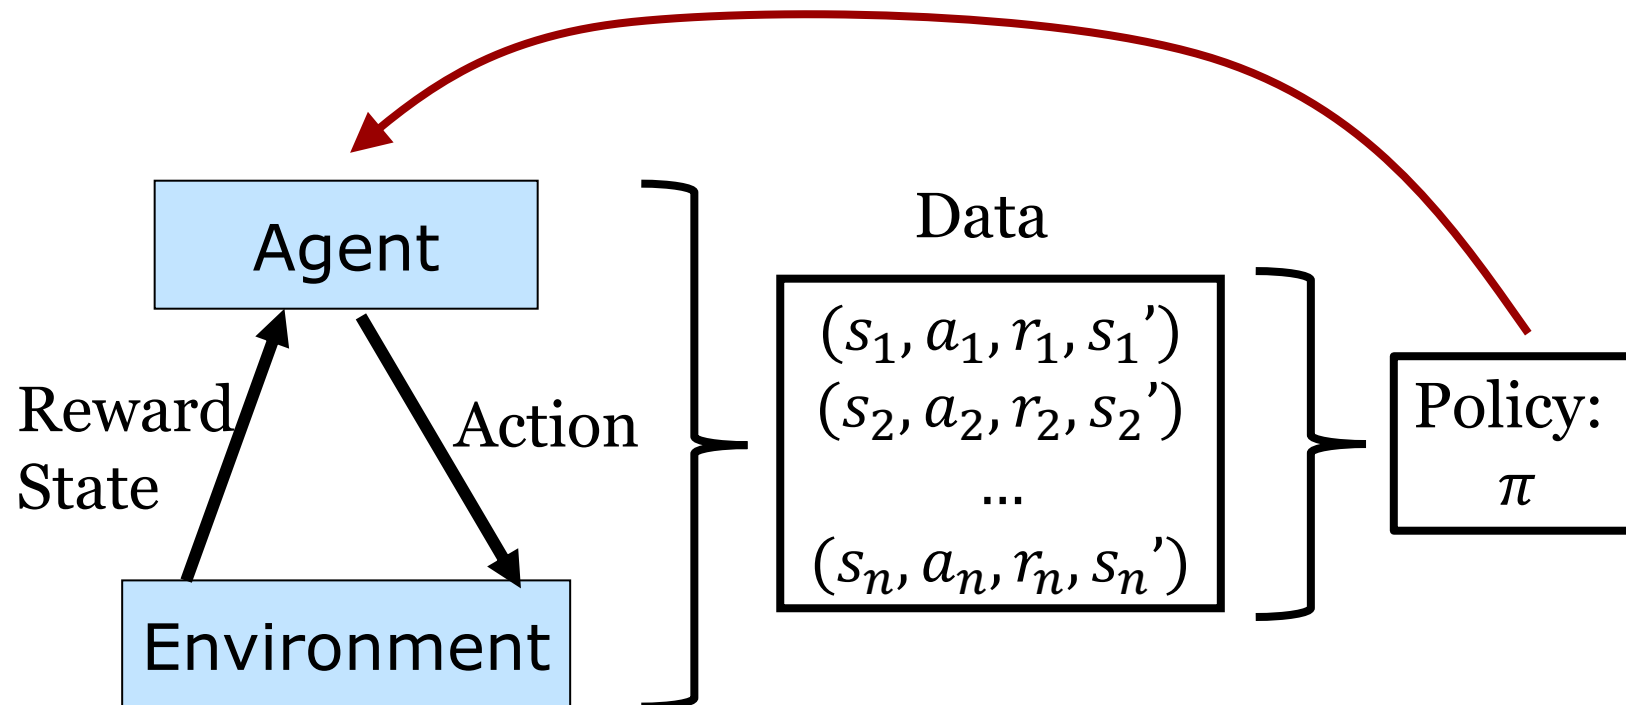 Agent
Reward
State
Action
Environment
Data
(s₁, a₁, r₁, s₁’)
(s₂, a₂, r₂, s₂’)
...
(sₙ, aₙ, rₙ, sₙ’)
Policy:
π